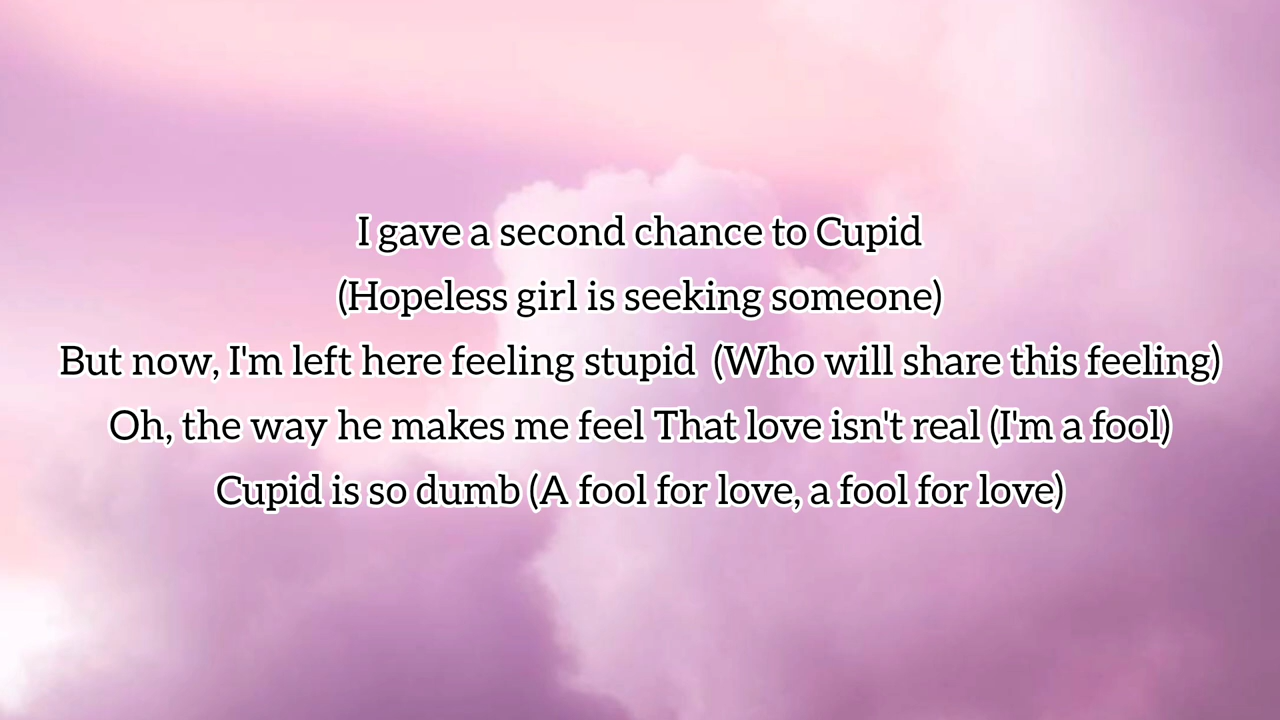 I gave a second chance to Cupid
(Hopeless girl is seeking someone)
But now, I'm left here feeling stupid  (Who will share this feeling)
Oh, the way he makes me feel That love isn't real (I'm a fool)
Cupid is so dumb (A fool for love, a fool for love)